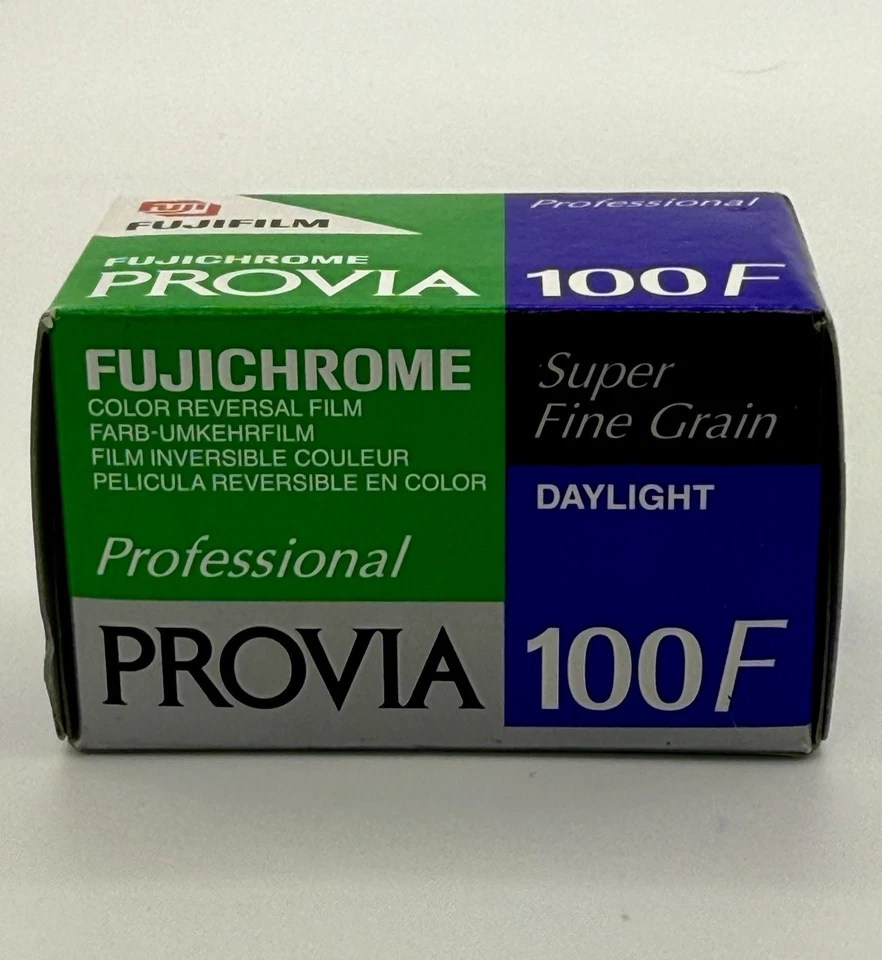 FUJI
FUJIFILM
Professional
FUJICHROME
PROVIA 100F
FUJICHROME
COLOR REVERSAL FILM
FARB-UMKEHRFILM
FILM INVERSIBLE COULEUR
PELICULA REVERSIBLE EN COLOR
Professional
PROVIA
Super
Fine Grain
DAYLIGHT
100F